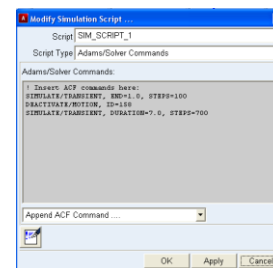 Modify Simulation Script ...
Script SIM_SCRIPT_1
Script Type Adams/Solver Commands
Adams/Solver Commands:
! Insert ACF commands here:
SIMULATE/TRANSIENT, END=1.0, STEPS=100
DEACTIVATE/MOTION, ID=158
SIMULATE/TRANSIENT, DURATION=7.0, STEPS=700
Append ACF Command ....
OK Apply Cancel